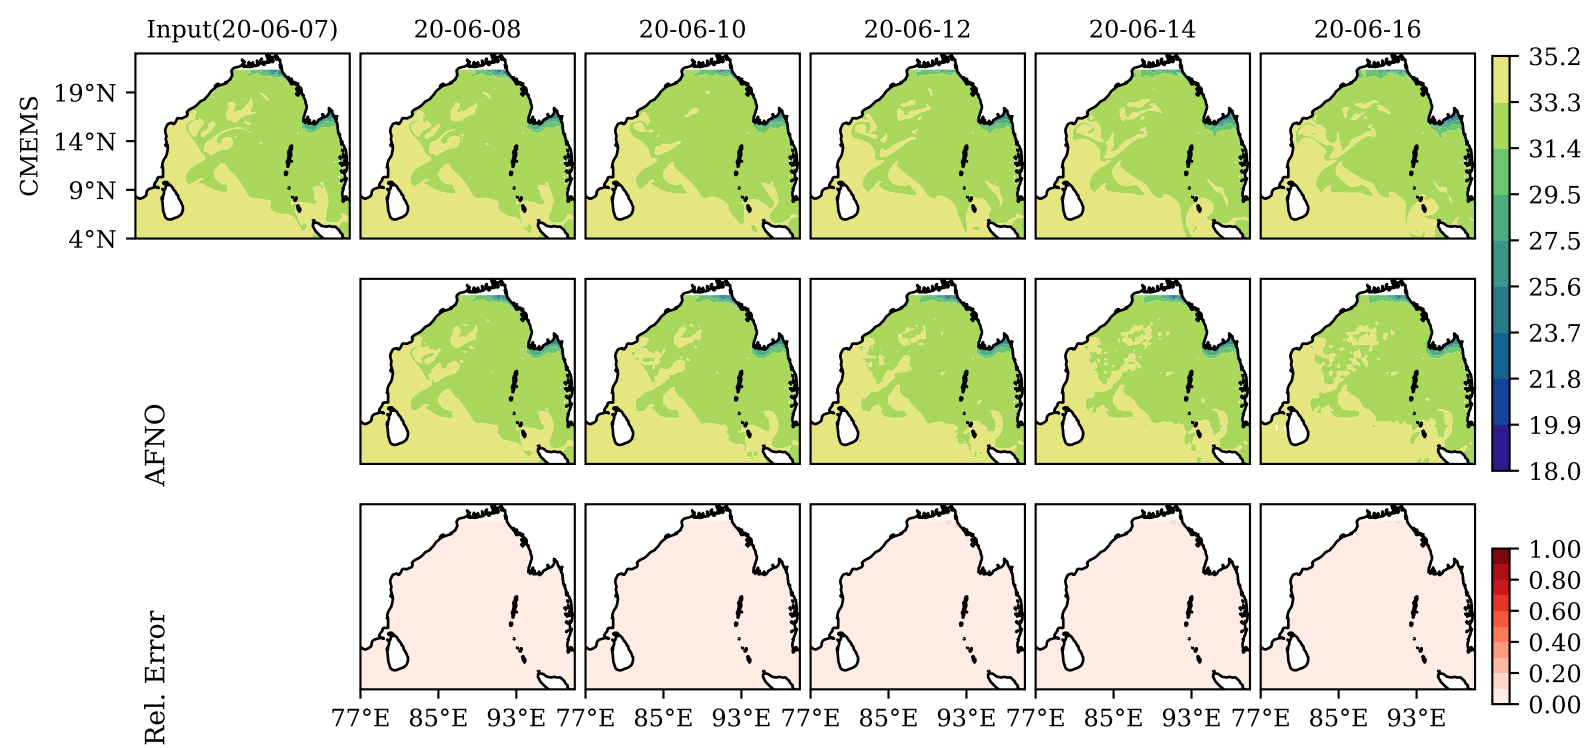 Input(20-06-07) 20-06-08 20-06-10 20-06-12 20-06-14 20-06-16
CMEMS
19°N
14°N
9°N
4°N
35.2
33.3
31.4
29.5
27.5
25.6
23.7
21.8
19.9
18.0
AFNO
Rel. Error
1.00
0.80
0.60
0.40
0.20
0.00
77°E 85°E 93°E 77°E 85°E 93°E 77°E 85°E 93°E 77°E 85°E 93°E 77°E 85°E 93°E